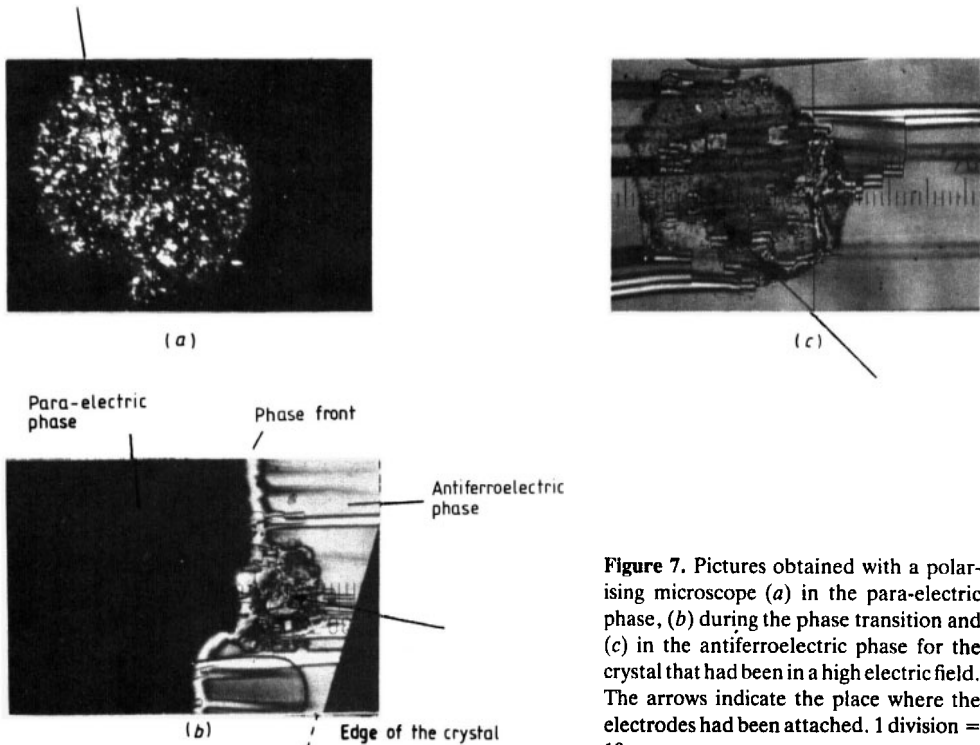 (a)
(c)
Para-electric
phase
Phase front
Antiferroelectric
phase
(b)
Edge of the crystal
Figure 7. Pictures obtained with a polar-
ising microscope (a) in the para-electric
phase, (b) during the phase transition and
(c) in the antiferroelectric phase for the
crystal that had been in a high electric field.
The arrows indicate the place where the
electrodes had been attached. 1 division =